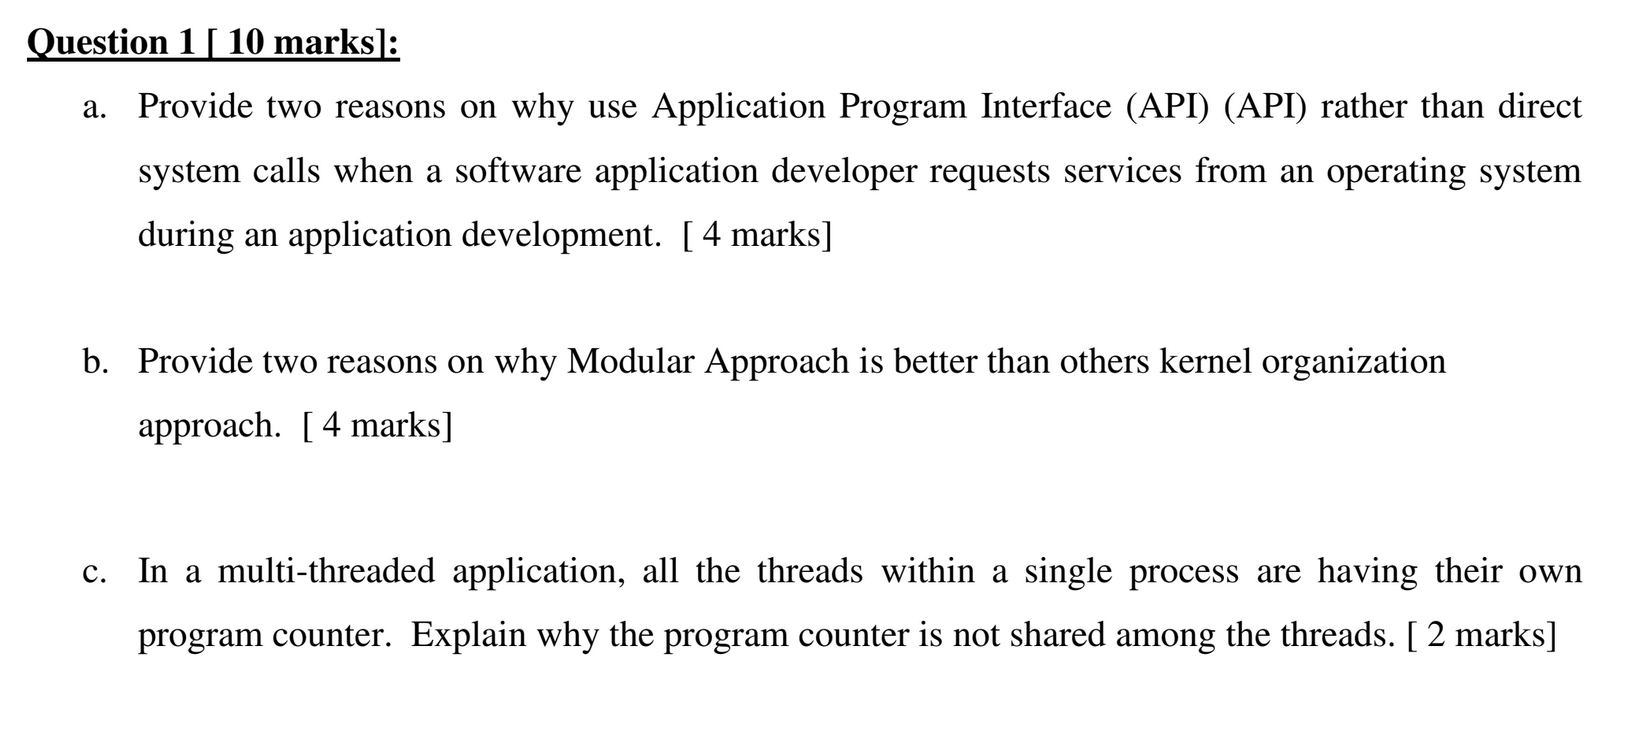 Question 1 [ 10 marks]:
a. Provide two reasons on why use Application Program Interface (API) (API) rather than direct
system calls when a software application developer requests services from an operating system
during an application development. [ 4 marks]
b. Provide two reasons on why Modular Approach is better than others kernel organization
approach. [ 4 marks]
c. In a multi-threaded application, all the threads within a single process are having their own
program counter. Explain why the program counter is not shared among the threads. [ 2 marks]